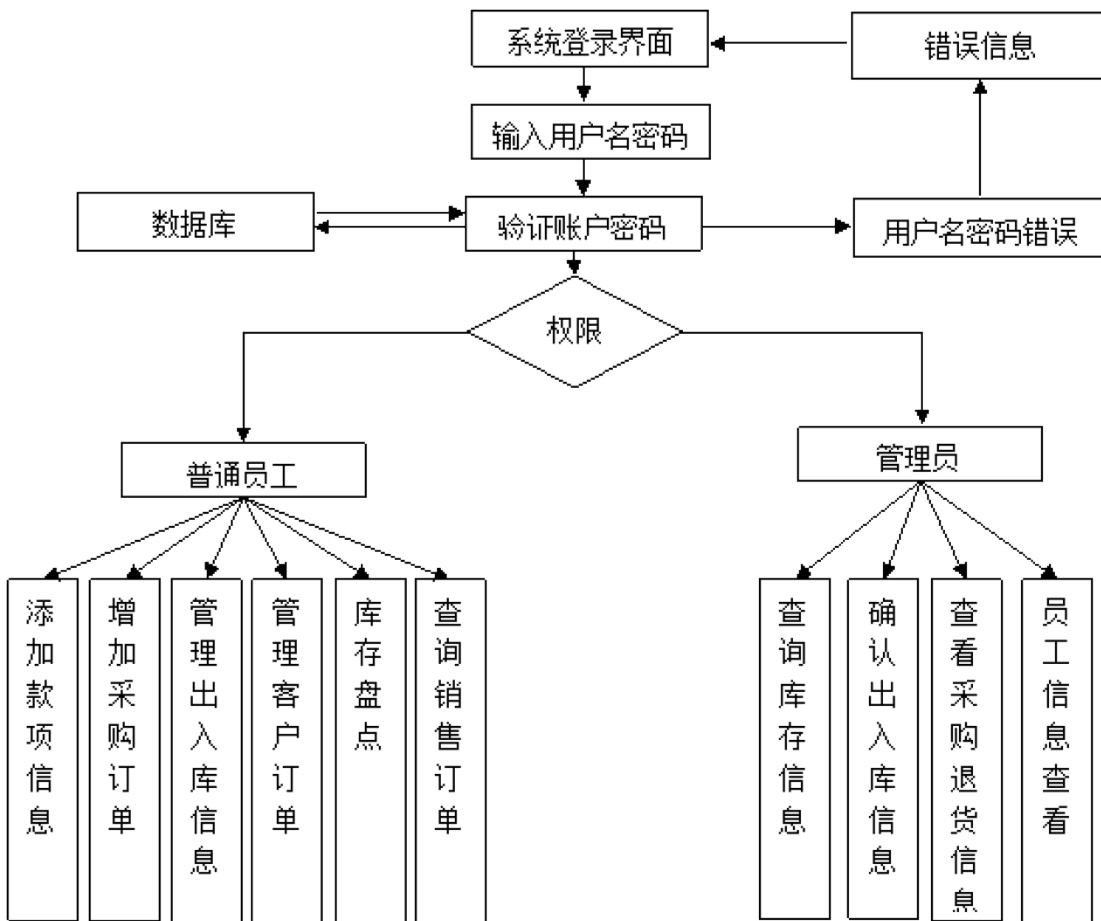 系统登录界面
错误信息
输入用户名密码
数据库
验证账户密码
用户名密码错误
权限
普通员工
管理员
添加款项信息
增加采购订单
管理出入库信息
管理客户订单
库存盘点
查询销售订单
查询库存信息
确认出入库信息
查看采购退货信息
员工信息查看